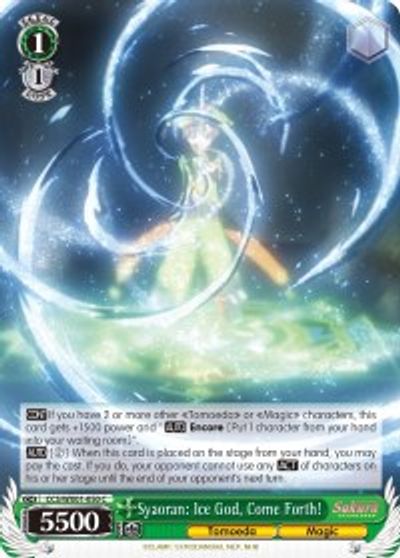 1
1
CONT If you have 2 or more other «Tomoeda» or «Magic» characters, this
card gets +1500 power and " AUTO Encore [Put 1 character from your hand
into your waiting room]".
AUTO [(2)] When this card is placed on the stage from your hand, you may
pay the cost. If you do, your opponent cannot use any ACT of characters on
his or her stage until the end of your opponent's next turn.
5500
Syaoran: Ice God, Come Forth!
Sakura
Tomoeda
Magic